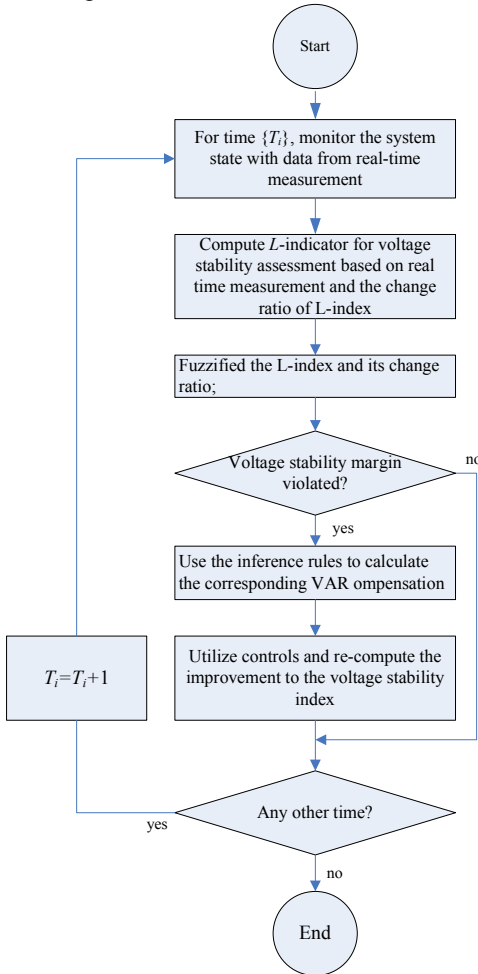 Start
For time {Ti}, monitor the system
state with data from real-time
measurement
Compute L-indicator for voltage
stability assessment based on real
time measurement and the change
ratio of L-index
Fuzzified the L-index and its change
ratio;
Voltage stability margin
violated?
no
yes
Use the inference rules to calculate
the corresponding VAR ompensation
Utilize controls and re-compute the
improvement to the voltage stability
index
Ti=Ti+1
Any other time?
yes
no
End